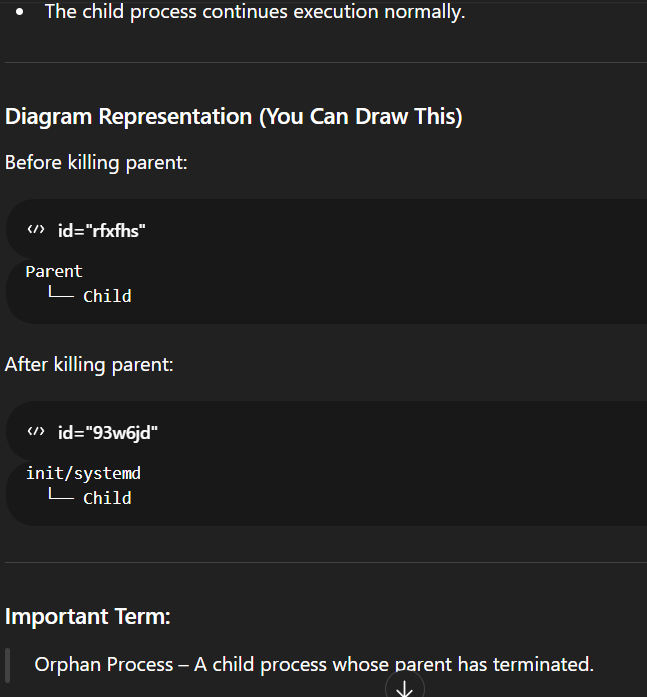 • The child process continues execution normally.
Diagram Representation (You Can Draw This)
Before killing parent:
</> id="rfxfhs"
Parent
└── Child
After killing parent:
</> id="93w6jd"
init/systemd
└── Child
Important Term:
Orphan Process – A child process whose parent has terminated.